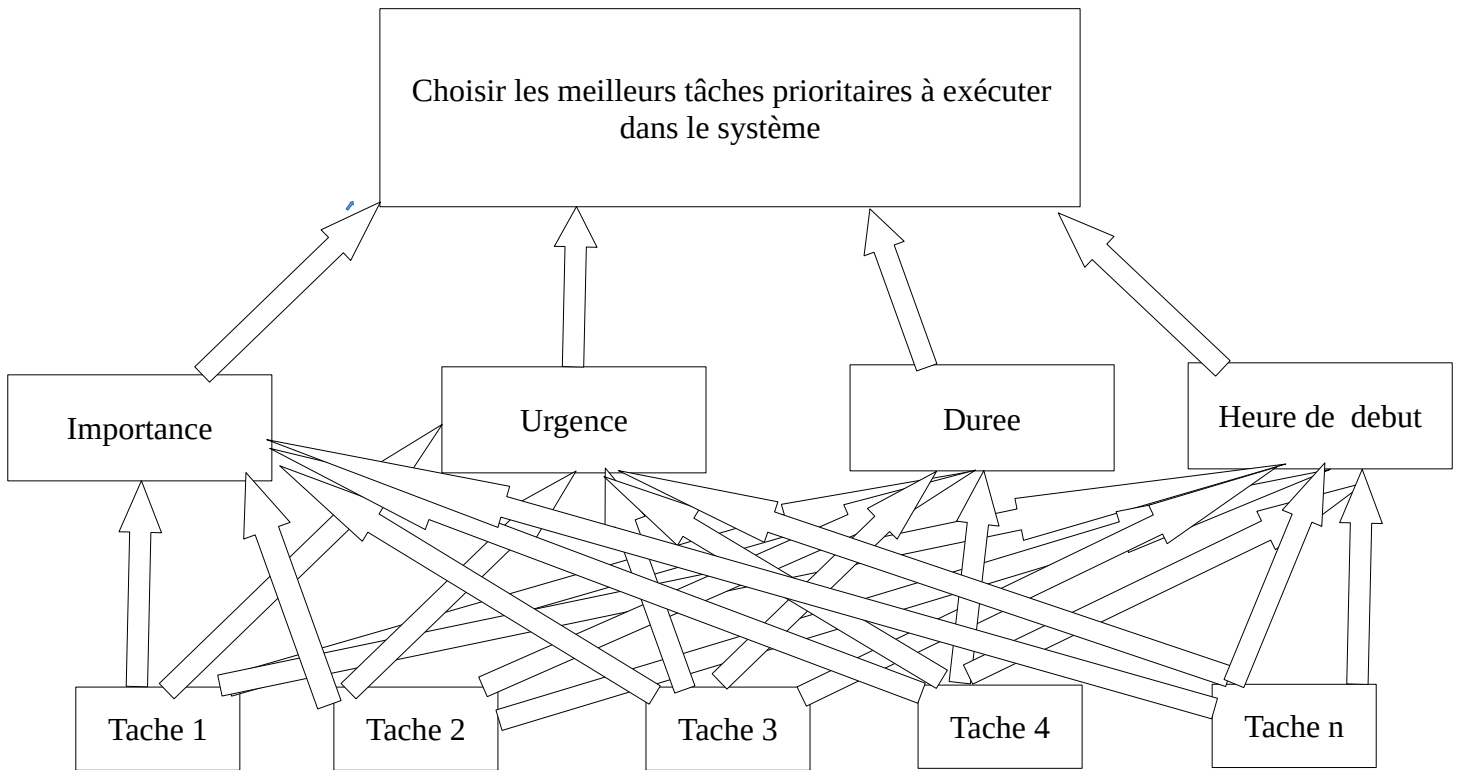 Choisir les meilleurs tâches prioritaires à exécuter
dans le système
Importance
Urgence
Duree
Heure de  debut
Tache 1
Tache 2
Tache 3
Tache 4
Tache n